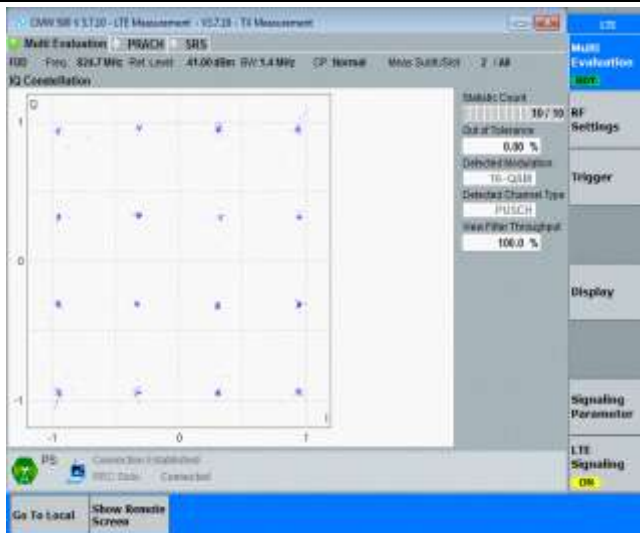 CMW 500 V 3.7.20 - LTE Measurement - V3.7.20 - TX Measurement
LTE
Multi Evaluation PRACH SRS
FDD Freq: 824.7 MHz Ref. Level: 41.00 dBm BW: 1.4 MHz CP: Normal Meas Subfr./Slot: 2 / All
IQ Constellation
Q
1
0
-1
-1 0 1
I
Statistic Count
10 / 10
Out of Tolerance
0.00 %
Detected Modulation
16-QAM
Detected Channel Type
PUSCH
View Filter Throughput
100.0 %
PS:
Connection Established
RRC State: Connected
Multi
Evaluation
RDY
RF
Settings
Trigger
Display
Signaling
Parameter
LTE
Signaling
ON
Go To Local
Show Remote
Screen